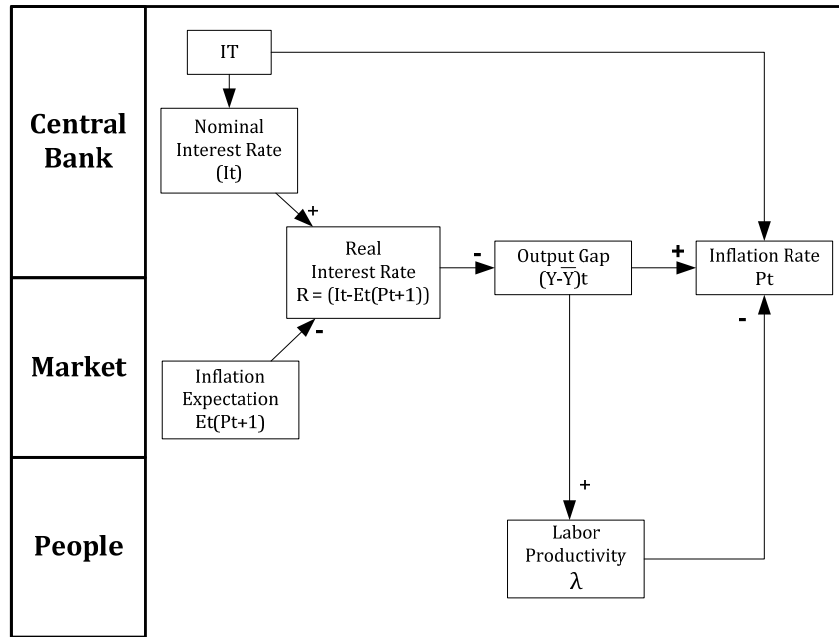 Central
Bank
Market
People
IT
Nominal
Interest Rate
(It)
+
Real
Interest Rate
R = (It-Et(Pt+1))
-
Inflation
Expectation
Et(Pt+1)
-
Output Gap
(Y-Y̅)t
+
Inflation Rate
Pt
-
+
Labor
Productivity
λ